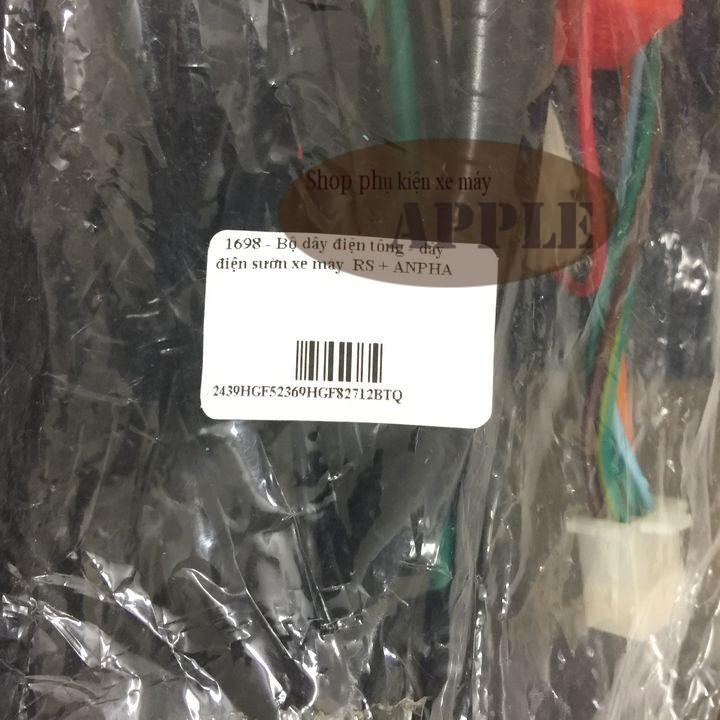 Shop phụ kiện xe máy
APPLE
1698 - Bộ dây điện tổng - dây
điện sườn xe máy RS + ANPHA
2439HGF52369HGF82712BTQ